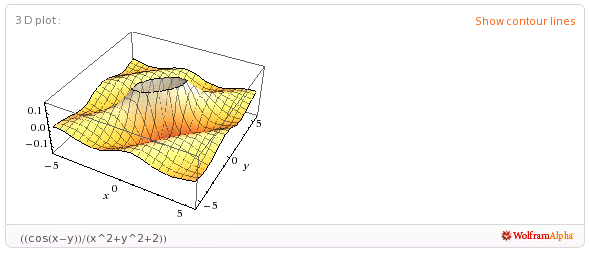 3D plot:
Show contour lines
0.1
0.0
−0.1
−5
0
x
5
−5
0
y
5
((cos(x−y))/(x^2+y^2+2))
WolframAlpha